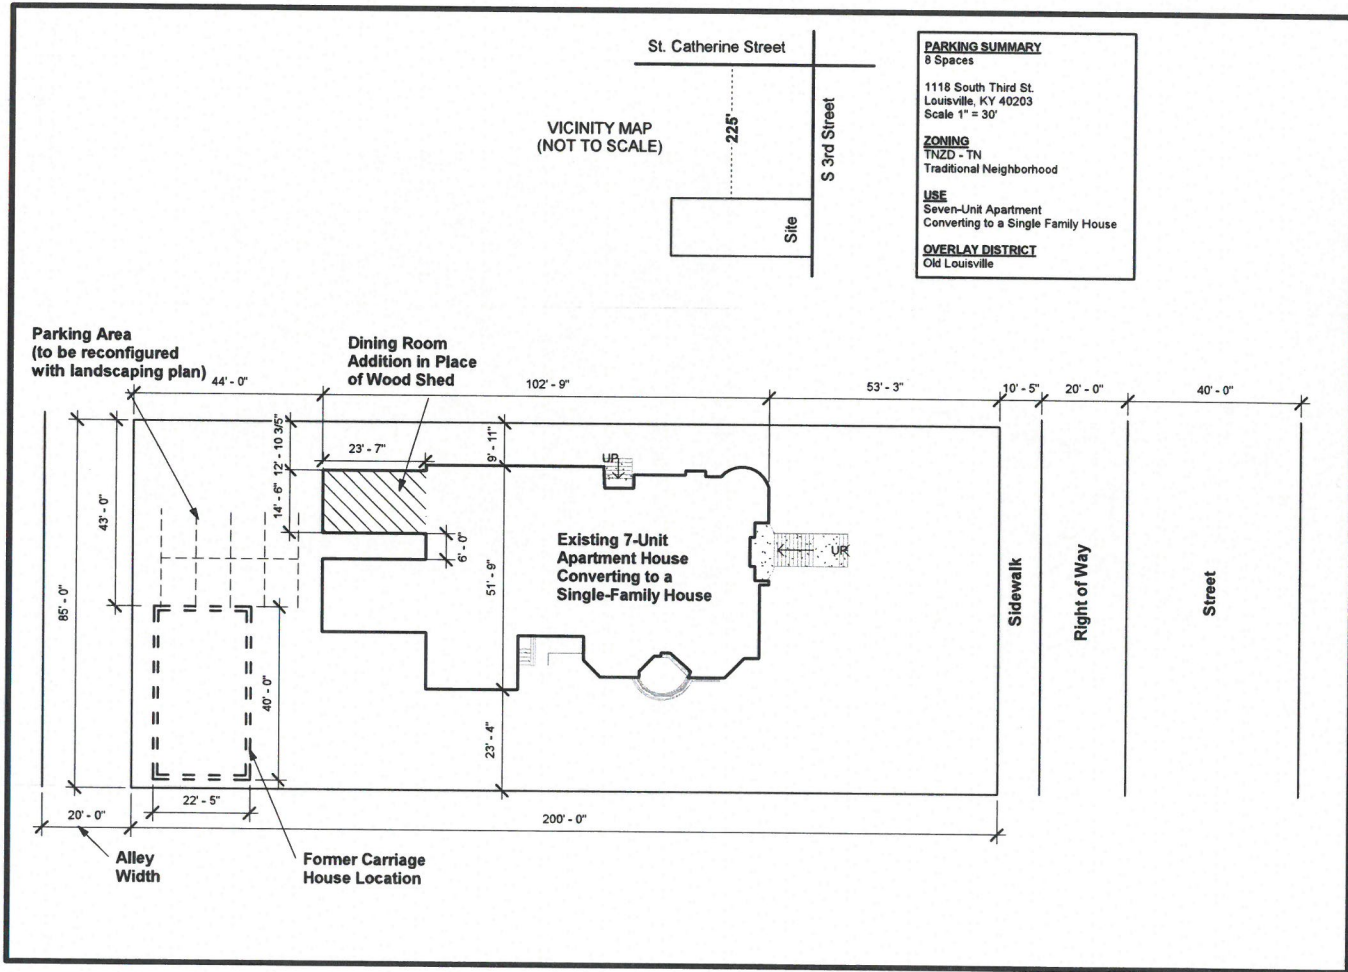 St. Catherine Street
VICINITY MAP
(NOT TO SCALE)
225'
S 3rd Street
Site
PARKING SUMMARY
8 Spaces
1118 South Third St.
Louisville, KY 40203
Scale 1" = 30'
ZONING
TNZD - TN
Traditional Neighborhood
USE
Seven-Unit Apartment
Converting to a Single Family House
OVERLAY DISTRICT
Old Louisville
Parking Area
(to be reconfigured
with landscaping plan)
Dining Room
Addition in Place
of Wood Shed
44' - 0"
102' - 9"
53' - 3"
10' - 5"
20' - 0"
40' - 0"
12' - 10 3/5"
23' - 7"
9' - 11"
UP
43' - 0"
14' - 6"
6' - 0"
Existing 7-Unit
Apartment House
Converting to a
Single-Family House
UP
85' - 0"
51' - 9"
Sidewalk
Right of Way
Street
40' - 0"
23' - 4"
22' - 5"
20' - 0"
200' - 0"
Alley
Width
Former Carriage
House Location